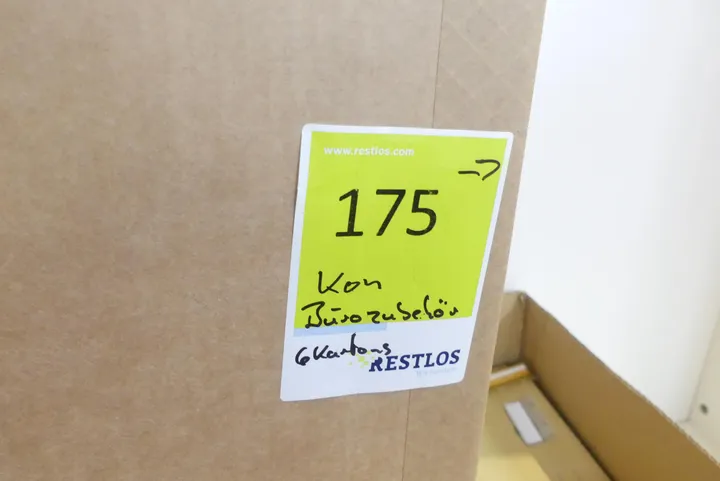 www.restlos.com
→
175
Kon
Bürozubehör
6 Kartons
RESTLOS